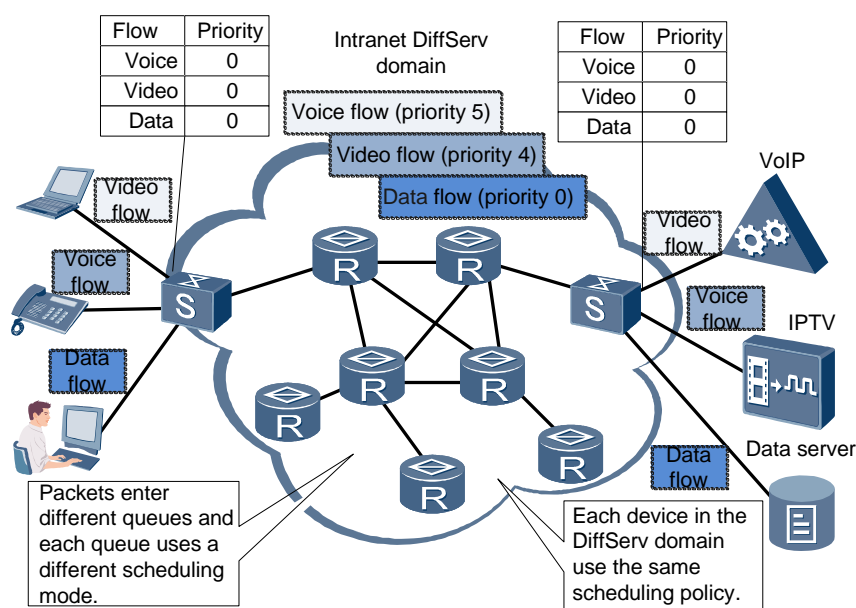 Flow Priority
Voice 0
Video 0
Data 0
Intranet DiffServ
domain
Flow Priority
Voice 0
Video 0
Data 0
Voice flow (priority 5)
Video flow (priority 4)
Data flow (priority 0)
VoIP
Video
flow
Voice
flow
Data
flow
Video
flow
Voice
flow
IPTV
Data server
Data
flow
S
R
R
S
R
R
R
R
R
Packets enter
different queues and
each queue uses a
different scheduling
mode.
Each device in the
DiffServ domain
use the same
scheduling policy.